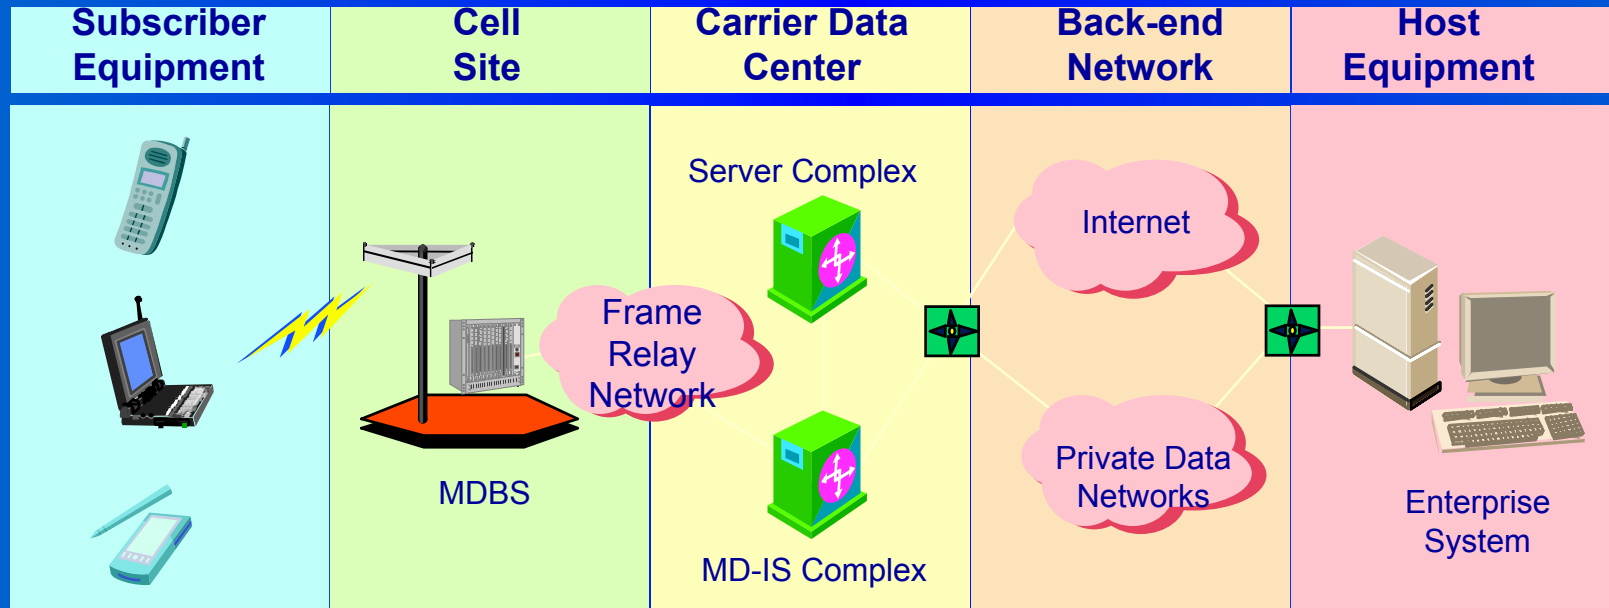 Subscriber
Equipment
Cell
Site
Carrier Data
Center
Back-end
Network
Host
Equipment
Server Complex
Internet
Frame
Relay
Network
Private Data
Networks
MDBS
Enterprise
System
MD-IS Complex